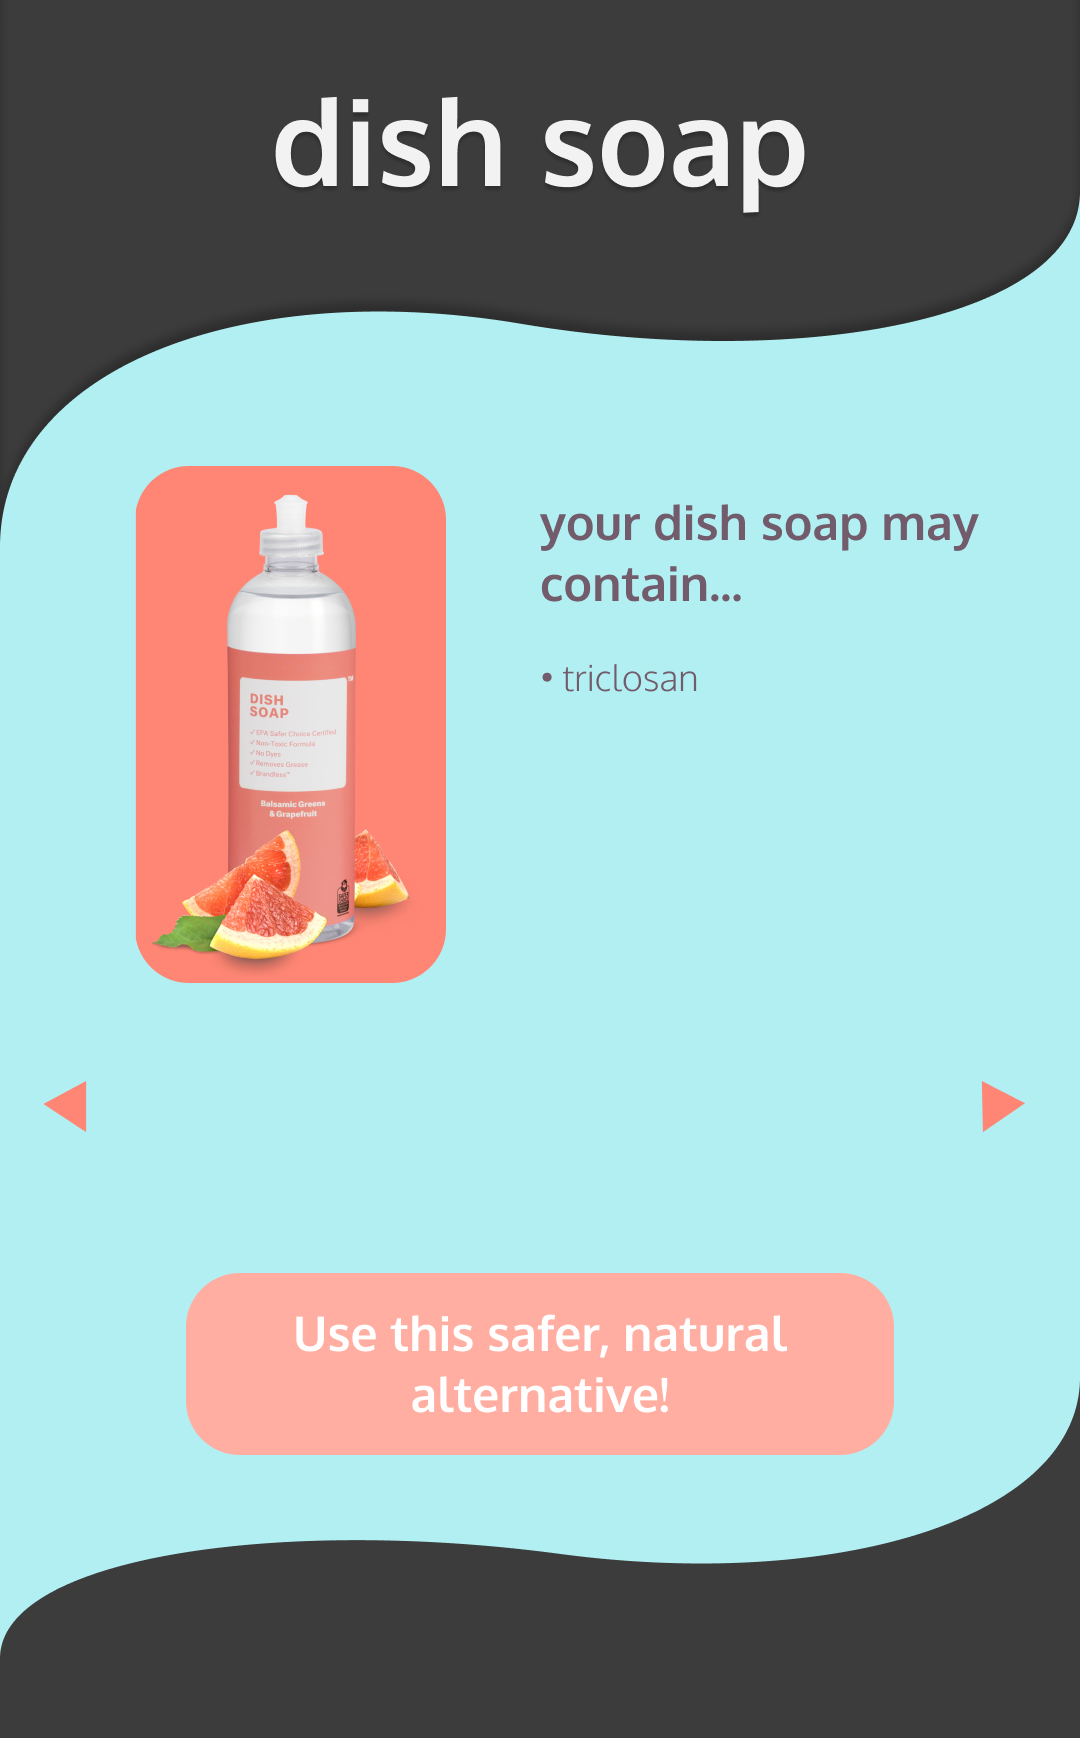 dish soap
your dish soap may
contain...
• triclosan
TM
DISH
SOAP
✓ EPA Safer Choice Certified
✓ Non-Toxic Formula
✓ No Dyes
✓ Removes Grease
✓ Brandless™
Balsamic Greens
& Grapefruit
Use this safer, natural
alternative!